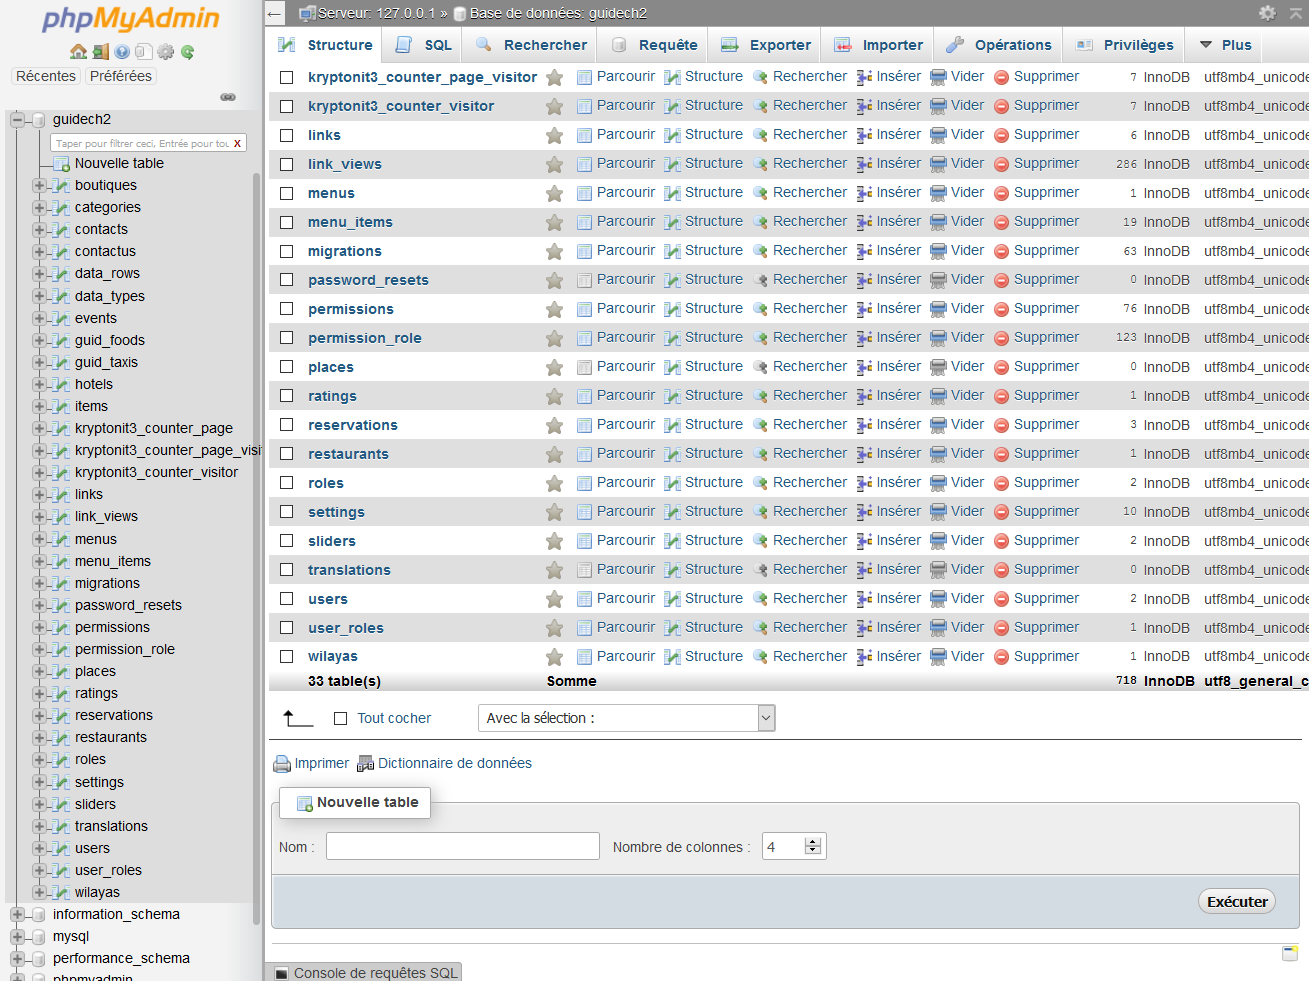 phpMyAdmin
Récentes Préférées
guidech2
Taper pour filtrer ceci, Entrée pour tou X
Nouvelle table
boutiques
categories
contacts
contactus
data_rows
data_types
events
guid_foods
guid_taxis
hotels
items
kryptonit3_counter_page
kryptonit3_counter_page_visi
kryptonit3_counter_visitor
links
link_views
menus
menu_items
migrations
password_resets
permissions
permission_role
places
ratings
reservations
restaurants
roles
settings
sliders
translations
users
user_roles
wilayas
information_schema
mysql
performance_schema
phpmyadmin
← Serveur: 127.0.0.1 » Base de données: guidech2
Structure SQL Rechercher Requête Exporter Importer Opérations Privilèges Plus
kryptonit3_counter_page_visitor Parcourir Structure Rechercher Insérer Vider Supprimer 7 InnoDB utf8mb4_unicode
kryptonit3_counter_visitor Parcourir Structure Rechercher Insérer Vider Supprimer 7 InnoDB utf8mb4_unicode
links Parcourir Structure Rechercher Insérer Vider Supprimer 6 InnoDB utf8mb4_unicode
link_views Parcourir Structure Rechercher Insérer Vider Supprimer 286 InnoDB utf8mb4_unicode
menus Parcourir Structure Rechercher Insérer Vider Supprimer 1 InnoDB utf8mb4_unicode
menu_items Parcourir Structure Rechercher Insérer Vider Supprimer 19 InnoDB utf8mb4_unicode
migrations Parcourir Structure Rechercher Insérer Vider Supprimer 63 InnoDB utf8mb4_unicode
password_resets Parcourir Structure Rechercher Insérer Vider Supprimer 0 InnoDB utf8mb4_unicode
permissions Parcourir Structure Rechercher Insérer Vider Supprimer 76 InnoDB utf8mb4_unicode
permission_role Parcourir Structure Rechercher Insérer Vider Supprimer 123 InnoDB utf8mb4_unicode
places Parcourir Structure Rechercher Insérer Vider Supprimer 0 InnoDB utf8mb4_unicode
ratings Parcourir Structure Rechercher Insérer Vider Supprimer 1 InnoDB utf8mb4_unicode
reservations Parcourir Structure Rechercher Insérer Vider Supprimer 3 InnoDB utf8mb4_unicode
restaurants Parcourir Structure Rechercher Insérer Vider Supprimer 1 InnoDB utf8mb4_unicode
roles Parcourir Structure Rechercher Insérer Vider Supprimer 2 InnoDB utf8mb4_unicode
settings Parcourir Structure Rechercher Insérer Vider Supprimer 10 InnoDB utf8mb4_unicode
sliders Parcourir Structure Rechercher Insérer Vider Supprimer 2 InnoDB utf8mb4_unicode
translations Parcourir Structure Rechercher Insérer Vider Supprimer 0 InnoDB utf8mb4_unicode
users Parcourir Structure Rechercher Insérer Vider Supprimer 2 InnoDB utf8mb4_unicode
user_roles Parcourir Structure Rechercher Insérer Vider Supprimer 1 InnoDB utf8mb4_unicode
wilayas Parcourir Structure Rechercher Insérer Vider Supprimer 1 InnoDB utf8mb4_unicode
33 table(s) Somme 718 InnoDB utf8_general_c
Tout cocher Avec la sélection :
Imprimer Dictionnaire de données
Nouvelle table
Nom : Nombre de colonnes : 4
Exécuter
Console de requêtes SQL